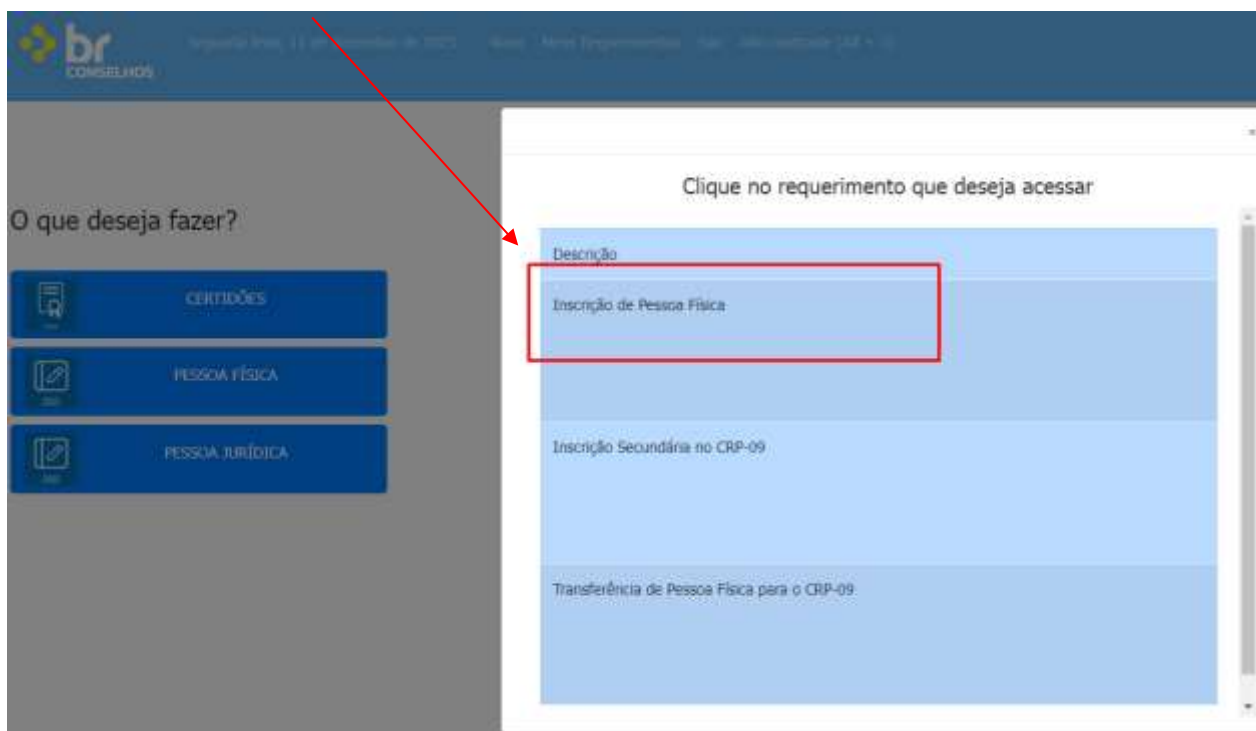 br
CONSELHOS
Clique no requerimento que deseja acessar
O que deseja fazer?
Descrição
CERTIDÕES
Inscrição de Pessoa Física
PESSOA FÍSICA
PESSOA JURÍDICA
Inscrição Secundária no CRP-09
Transferência de Pessoa Física para o CRP-09